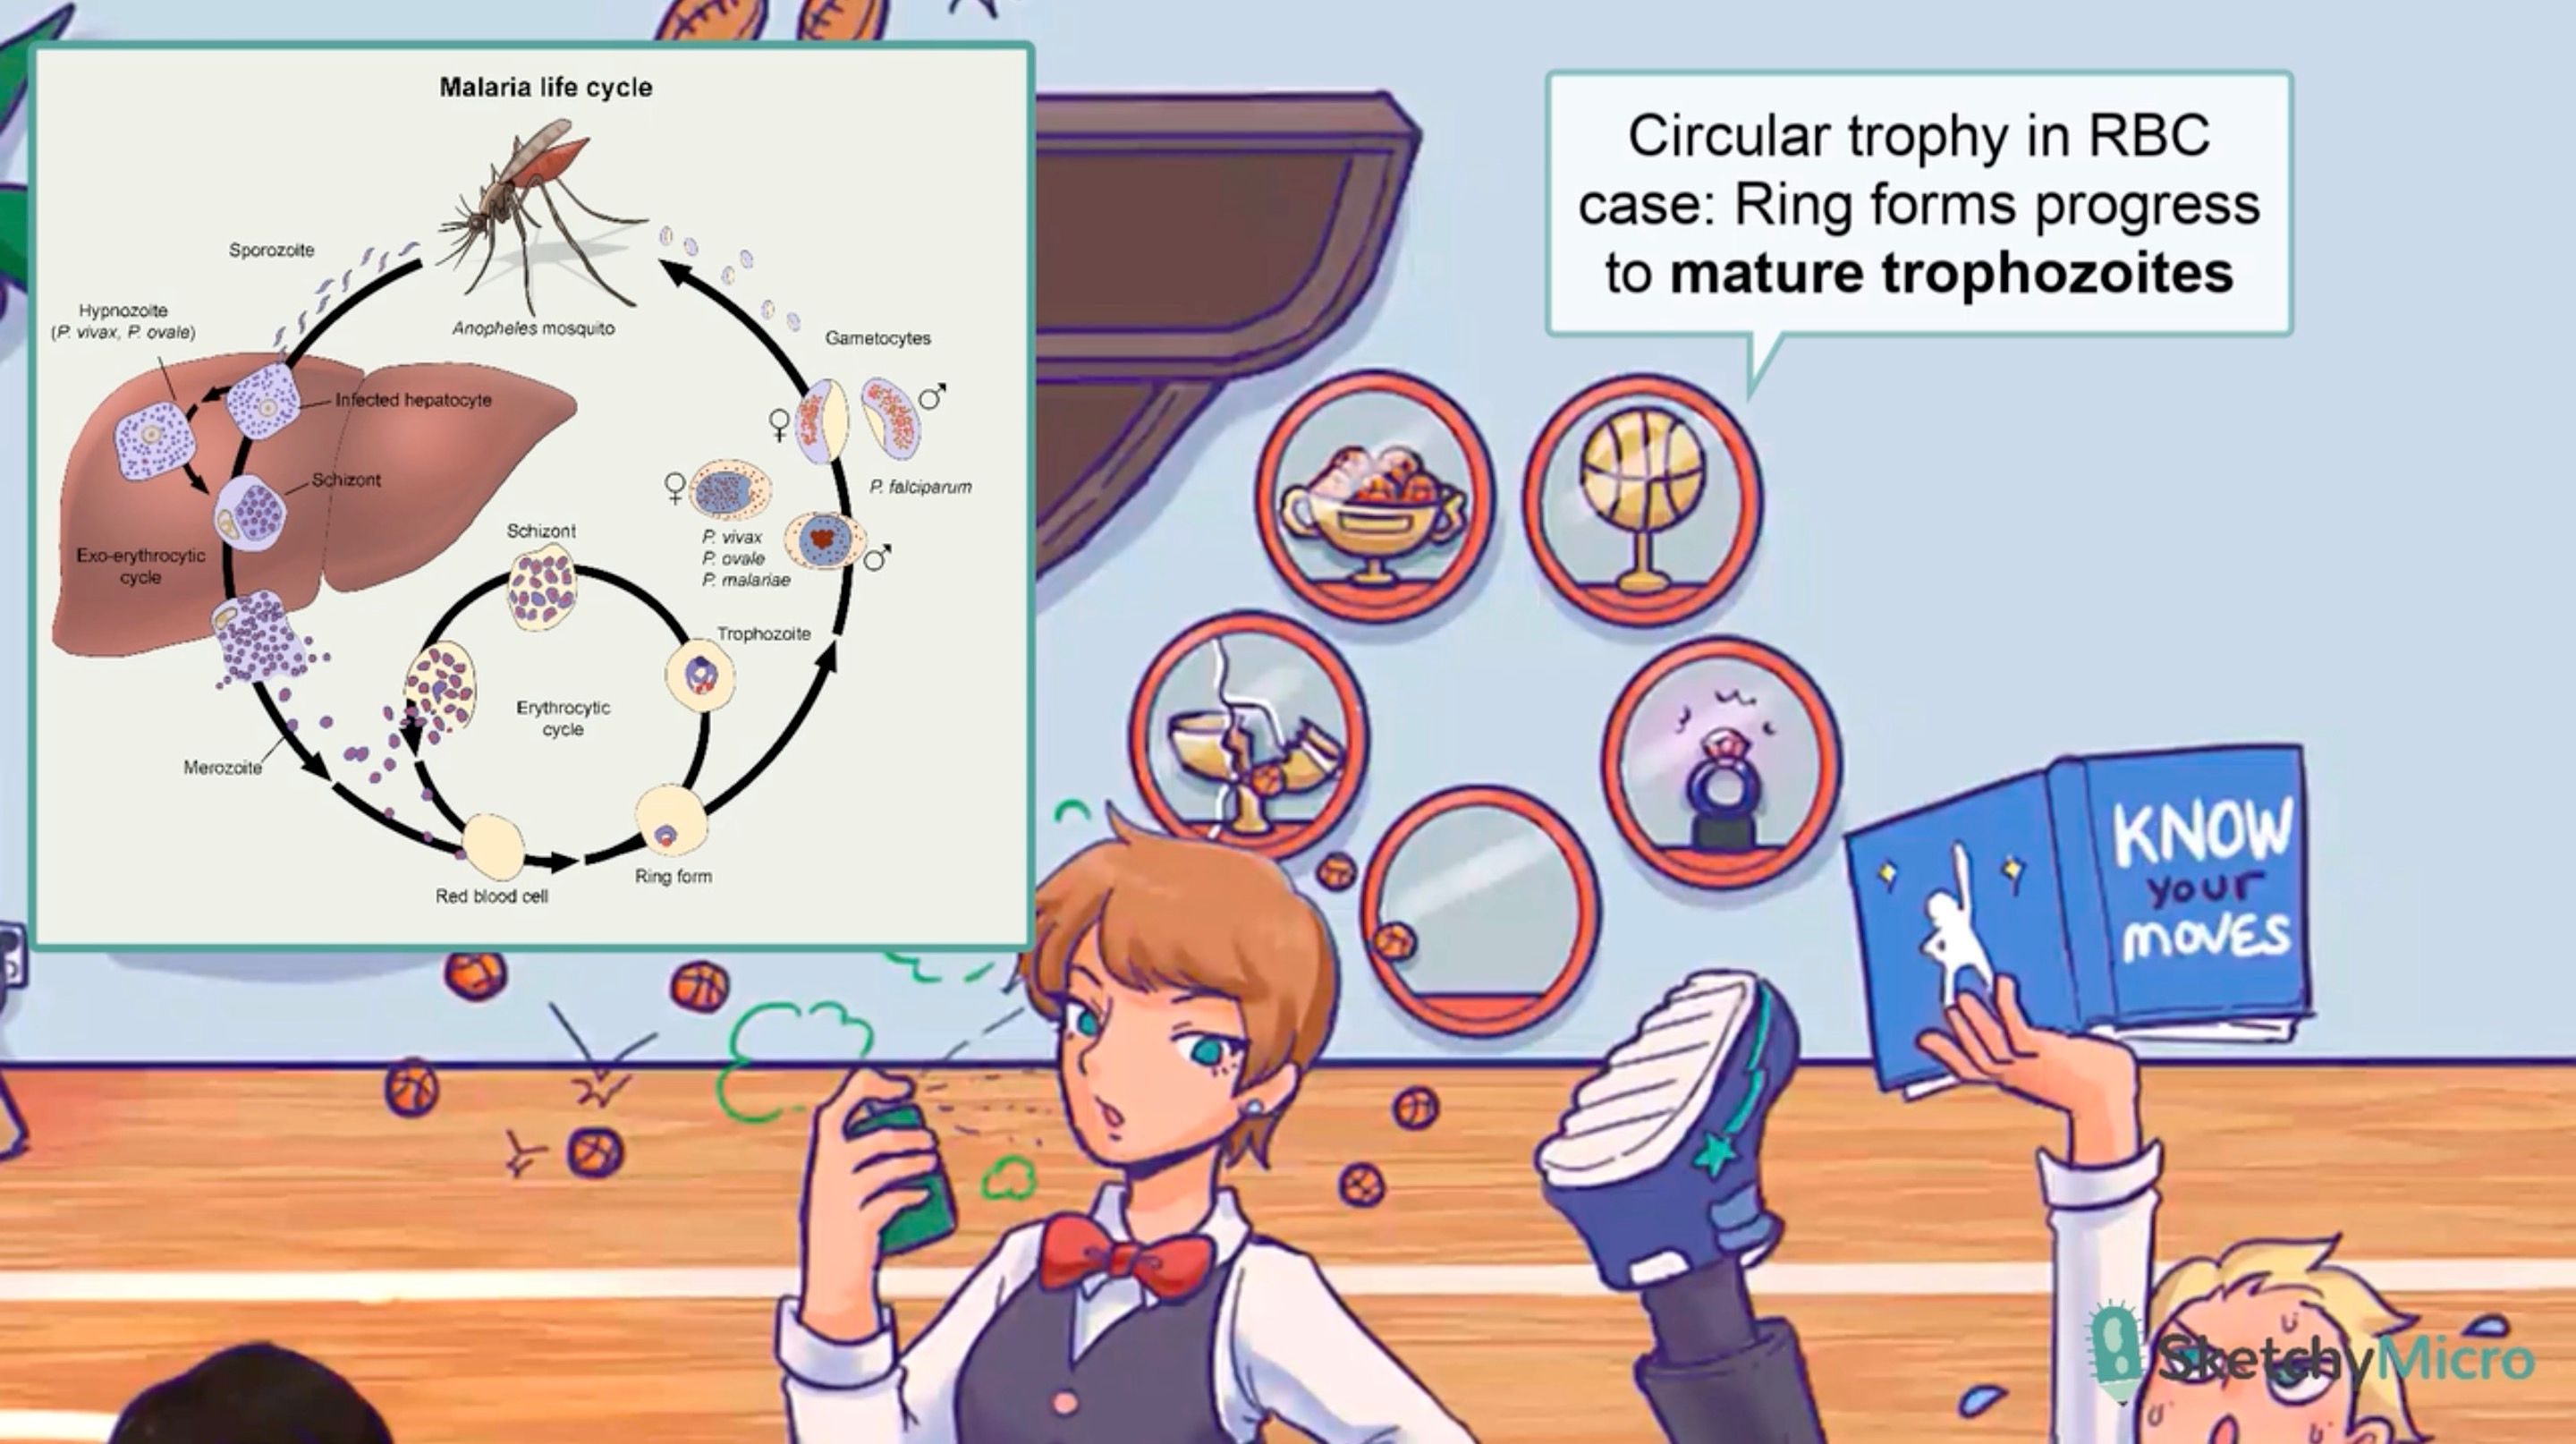 Malaria life cycle
Sporozoite
Anopheles mosquito
Hypnozoite
(P. vivax, P. ovale)
Infected hepatocyte
Schizont
Exo-erythrocytic
cycle
Merozoite
Schizont
Trophozoite
Erythrocytic
cycle
Red blood cell
Ring form
Gametocytes
♀
♂
P. falciparum
♀
♂
P. vivax
P. ovale
P. malariae
Circular trophy in RBC
case: Ring forms progress
to mature trophozoites
KNOW
your
moves
SketchyMicro